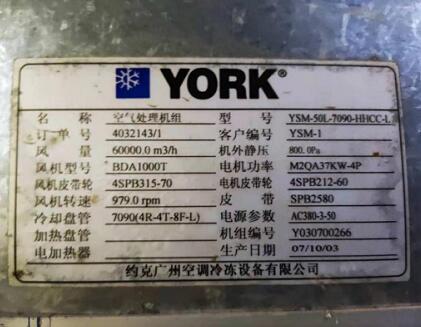 YORK®
名 称 空气处理机组 型 号 YSM-50L-7090-HHCC-L
订 单 号 4032143/1 客户编号 YSM-1
风 量 60000.0 m3/h 机外静压 800.0Pa
风机型号 BDA1000T 电机功率 M2QA37KW-4P
风机皮带轮 4SPB315-70 电机皮带轮 4SPB212-60
风机转速 979.0 rpm 皮 带 SPB2580
冷却盘管 7090(4R-4T-8F-L) 电源参数 AC380-3-50
加热盘管 机组编号 Y030700266
电加热器 生产日期 07/10/03
约克广州空调冷冻设备有限公司